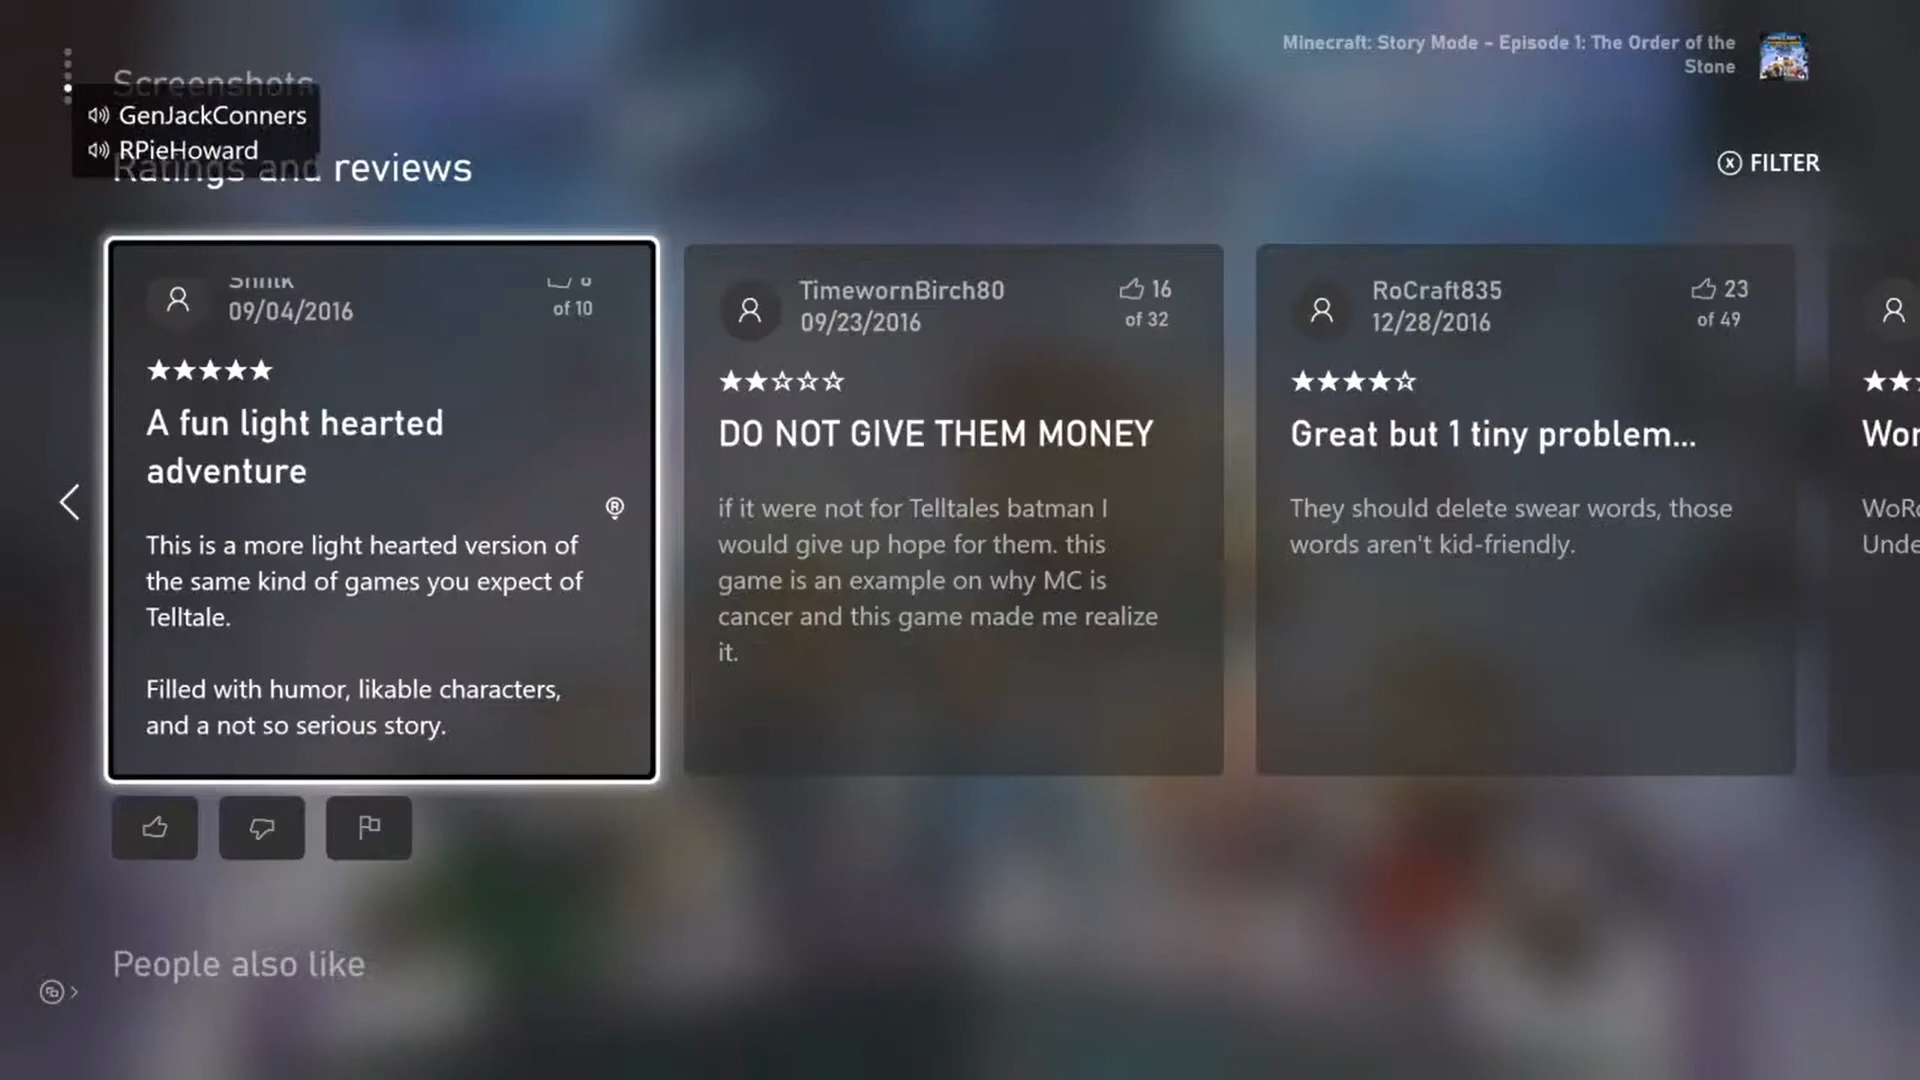 Minecraft: Story Mode - Episode 1: The Order of the
Stone
Screenshots
GenJackConners
RPieHoward
Ratings and reviews
FILTER
09/04/2016
of 10
A fun light hearted
adventure
This is a more light hearted version of
the same kind of games you expect of
Telltale.
Filled with humor, likable characters,
and a not so serious story.
TimewornBirch80
16
09/23/2016
of 32
DO NOT GIVE THEM MONEY
if it were not for Telltales batman I
would give up hope for them. this
game is an example on why MC is
cancer and this game made me realize
it.
RoCraft835
23
12/28/2016
of 49
Great but 1 tiny problem...
They should delete swear words, those
words aren't kid-friendly.
People also like